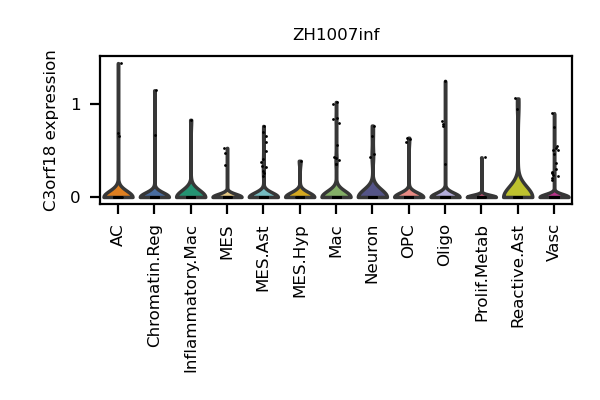 ZH1007inf
C3orf18 expression
1
0
AC
Chromatin.Reg
Inflammatory.Mac
MES
MES.Ast
MES.Hyp
Mac
Neuron
OPC
Oligo
Prolif.Metab
Reactive.Ast
Vasc